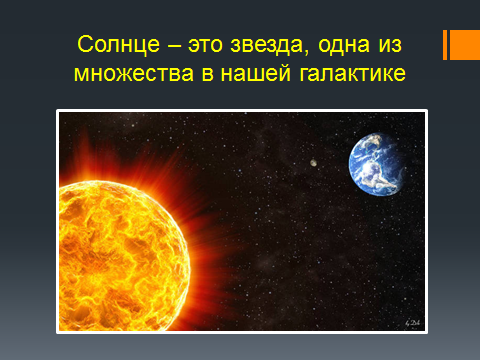 Солнце – это звезда, одна из
множества в нашей галактике